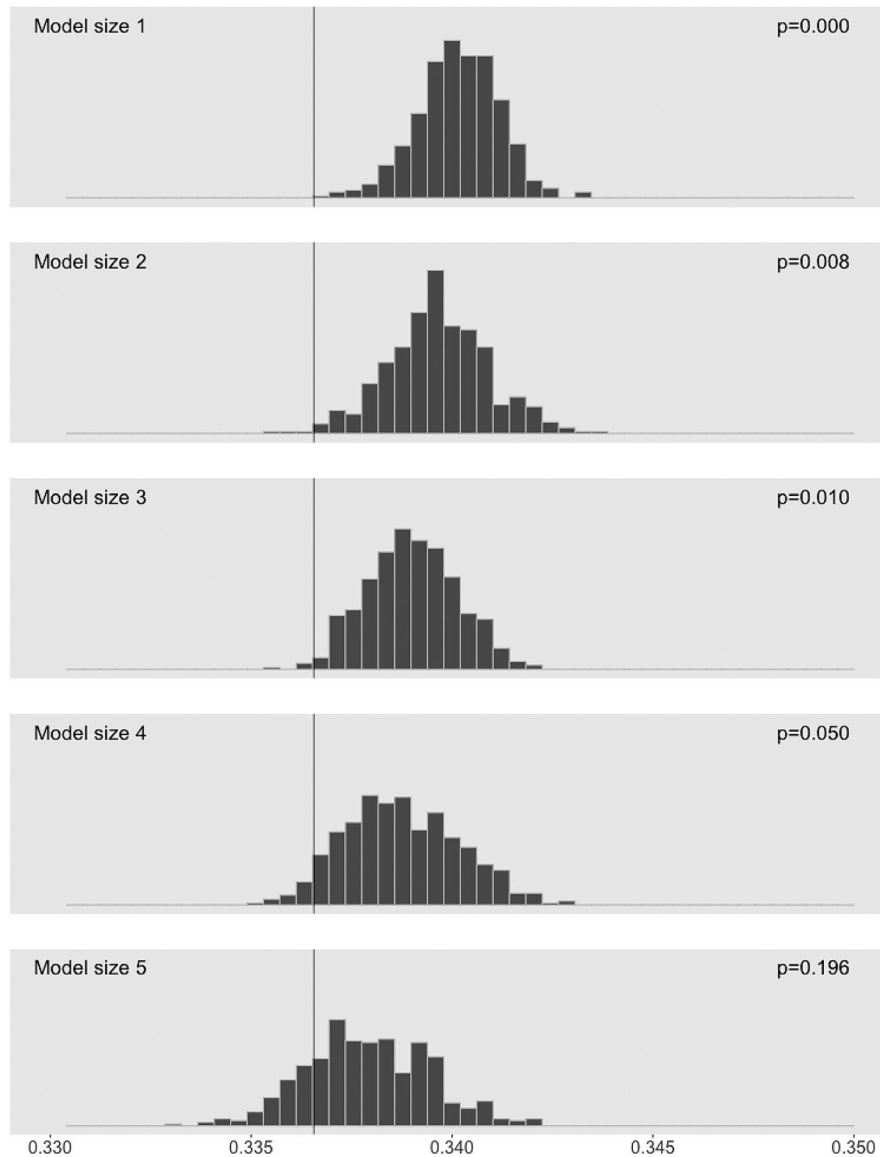 Model size 1 p=0.000
Model size 2 p=0.008
Model size 3 p=0.010
Model size 4 p=0.050
Model size 5 p=0.196
0.330 0.335 0.340 0.345 0.350